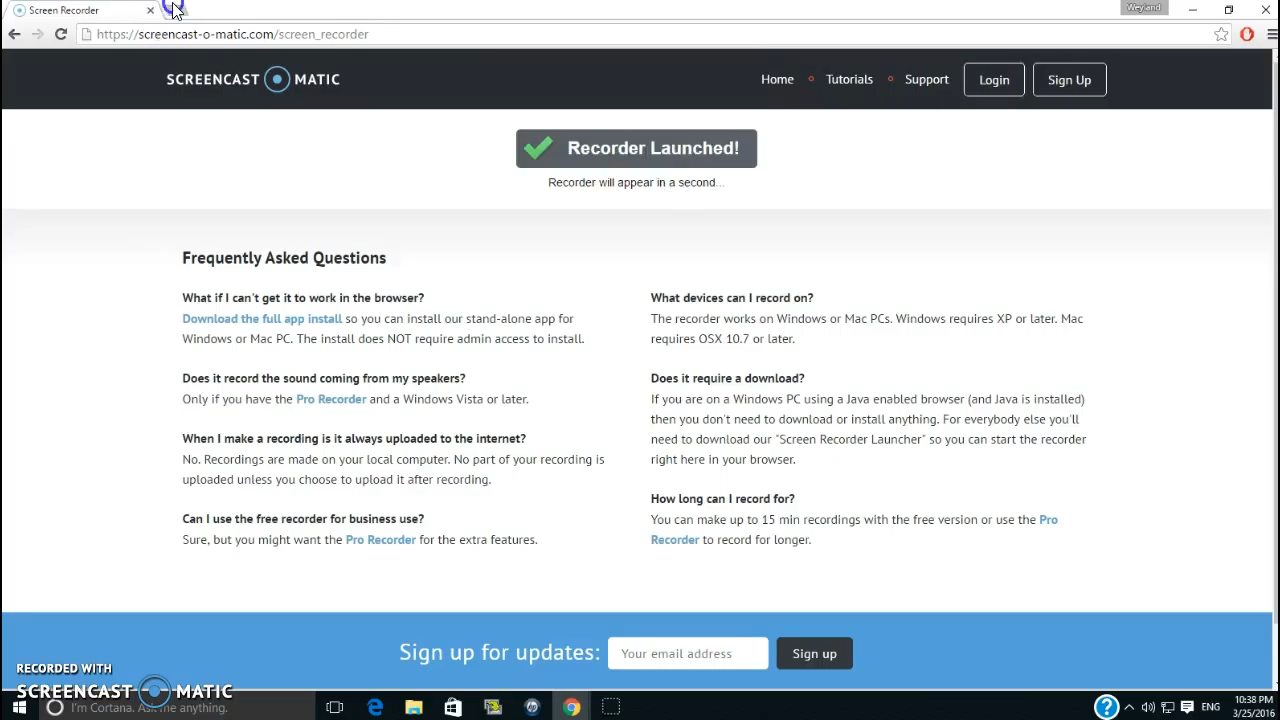 Screen Recorder
Weyland
https://screencast-o-matic.com/screen_recorder
SCREENCAST MATIC
Home
Tutorials
Support
Login
Sign Up
Recorder Launched!
Recorder will appear in a second...
Frequently Asked Questions
What if I can't get it to work in the browser?
Download the full app install so you can install our stand-alone app for
Windows or Mac PC. The install does NOT require admin access to install.
Does it record the sound coming from my speakers?
Only if you have the Pro Recorder and a Windows Vista or later.
When I make a recording is it always uploaded to the internet?
No. Recordings are made on your local computer. No part of your recording is
uploaded unless you choose to upload it after recording.
Can I use the free recorder for business use?
Sure, but you might want the Pro Recorder for the extra features.
What devices can I record on?
The recorder works on Windows or Mac PCs. Windows requires XP or later. Mac
requires OSX 10.7 or later.
Does it require a download?
If you are on a Windows PC using a Java enabled browser (and Java is installed)
then you don't need to download or install anything. For everybody else you'll
need to download our "Screen Recorder Launcher" so you can start the recorder
right here in your browser.
How long can I record for?
You can make up to 15 min recordings with the free version or use the Pro
Recorder to record for longer.
Sign up for updates:
Your email address
Sign up
RECORDED WITH
SCREENCAST MATIC
I'm Cortana. Ask me anything.
ENG
10:38 PM
3/25/2016